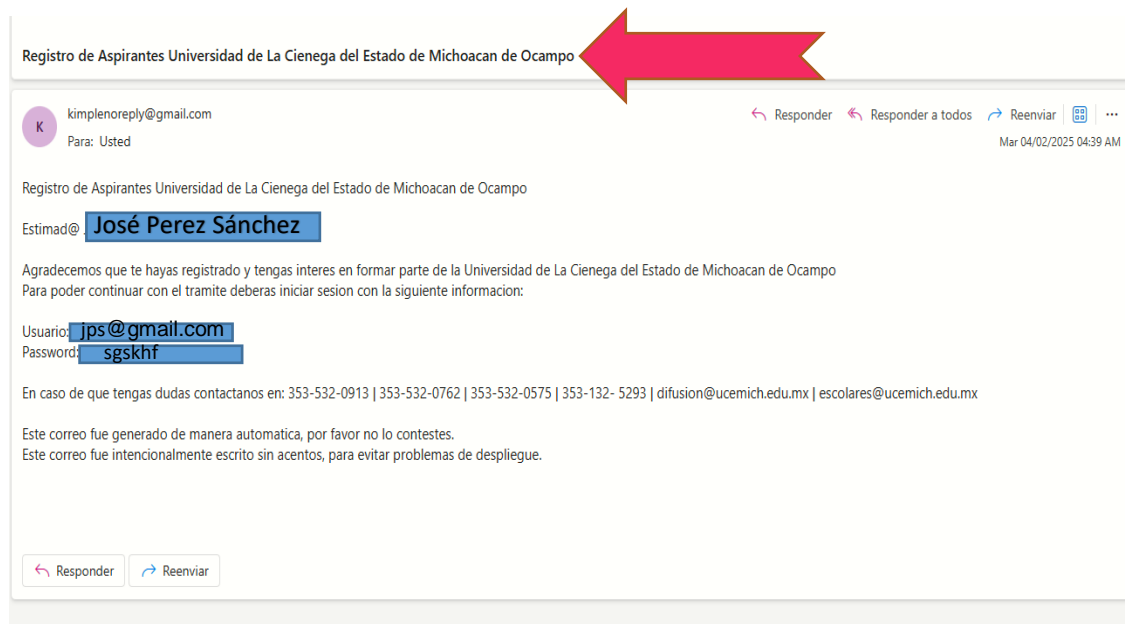 Registro de Aspirantes Universidad de La Cienega del Estado de Michoacan de Ocampo
K
kimplenoreply@gmail.com
Responder
Responder a todos
Reenviar
Para: Usted
Mar 04/02/2025 04:39 AM
Registro de Aspirantes Universidad de La Cienega del Estado de Michoacan de Ocampo
Estimad@ José Perez Sánchez
Agradecemos que te hayas registrado y tengas interes en formar parte de la Universidad de La Cienega del Estado de Michoacan de Ocampo
Para poder continuar con el tramite deberas iniciar sesion con la siguiente informacion:
Usuario: jps@gmail.com
Password: sgskhf
En caso de que tengas dudas contactanos en: 353-532-0913 | 353-532-0762 | 353-532-0575 | 353-132- 5293 | difusion@ucemich.edu.mx | escolares@ucemich.edu.mx
Este correo fue generado de manera automatica, por favor no lo contestes.
Este correo fue intencionalmente escrito sin acentos, para evitar problemas de despliegue.
Responder
Reenviar